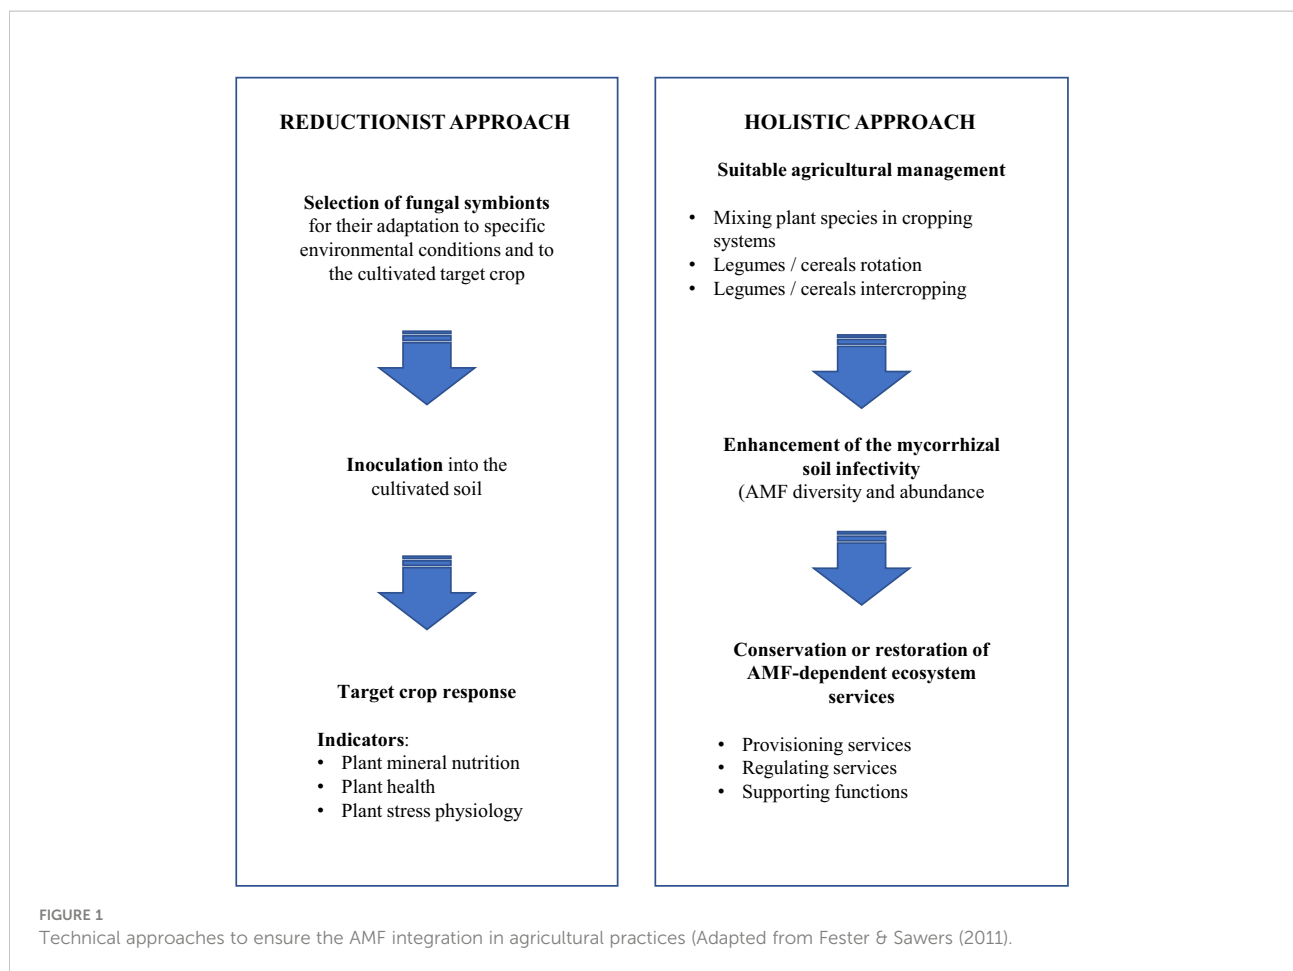 REDUCTIONIST APPROACH
Selection of fungal symbionts
for their adaptation to specific
environmental conditions and to
the cultivated target crop
Inoculation into the
cultivated soil
Target crop response
Indicators:
• Plant mineral nutrition
• Plant health
• Plant stress physiology
HOLISTIC APPROACH
Suitable agricultural management
• Mixing plant species in cropping
systems
• Legumes / cereals rotation
• Legumes / cereals intercropping
Enhancement of the mycorrhizal
soil infectivity
(AMF diversity and abundance
Conservation or restoration of
AMF-dependent ecosystem
services
• Provisioning services
• Regulating services
• Supporting functions
FIGURE 1
Technical approaches to ensure the AMF integration in agricultural practices (Adapted from Fester & Sawers (2011).